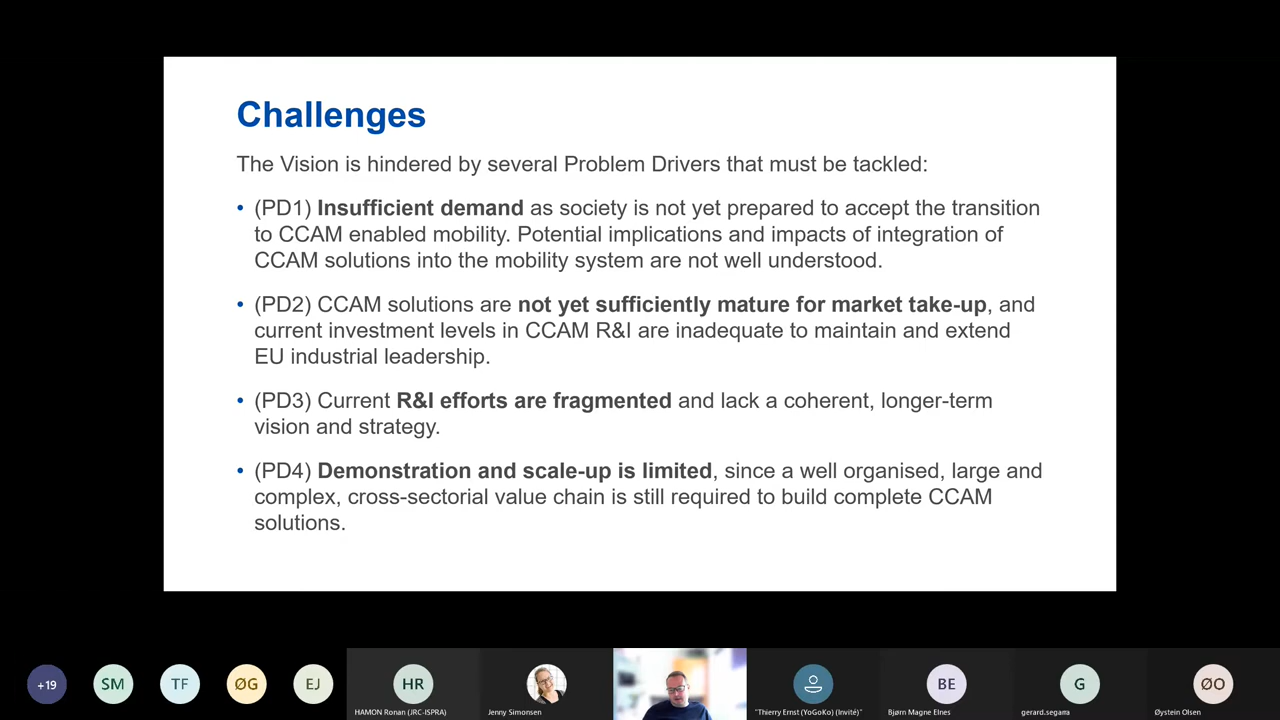 Challenges
The Vision is hindered by several Problem Drivers that must be tackled:
• (PD1) Insufficient demand as society is not yet prepared to accept the transition
to CCAM enabled mobility. Potential implications and impacts of integration of
CCAM solutions into the mobility system are not well understood.
• (PD2) CCAM solutions are not yet sufficiently mature for market take-up, and
current investment levels in CCAM R&I are inadequate to maintain and extend
EU industrial leadership.
• (PD3) Current R&I efforts are fragmented and lack a coherent, longer-term
vision and strategy.
• (PD4) Demonstration and scale-up is limited, since a well organised, large and
complex, cross-sectorial value chain is still required to build complete CCAM
solutions.
+19 SM TF ØG EJ HR BE G ØO
HAMON Ronan (JRC-ISPRA) Jenny Simonsen "Thierry Ernst (YoGoKo) (Invité)" Bjørn Magne Elnes gerard.segarra Øystein Olsen